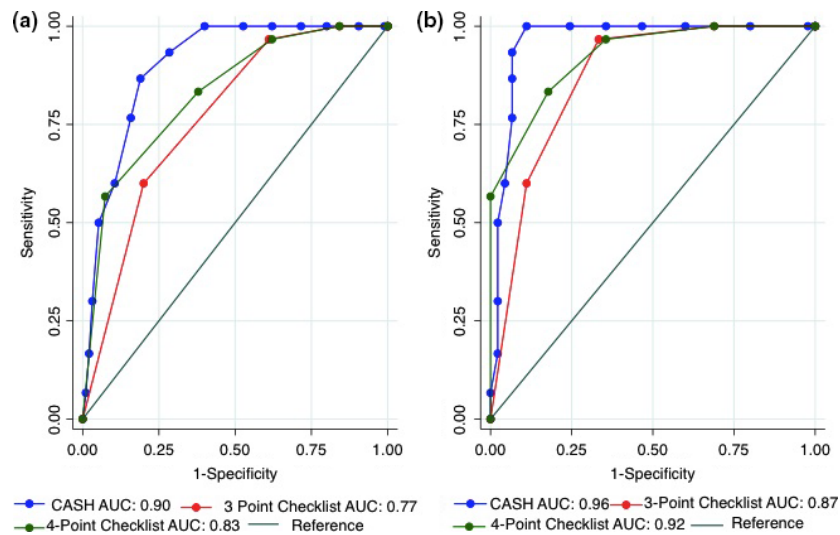 (a)
1.00
0.75
0.50
0.25
0.00
Sensitivity
0.00
0.25
0.50
0.75
1.00
1-Specificity
CASH AUC: 0.90
3 Point Checklist AUC: 0.77
4-Point Checklist AUC: 0.83
Reference
(b)
1.00
0.75
0.50
0.25
0.00
Sensitivity
0.00
0.25
0.50
0.75
1.00
1-Specificity
CASH AUC: 0.96
3-Point Checklist AUC: 0.87
4-Point Checklist AUC: 0.92
Reference